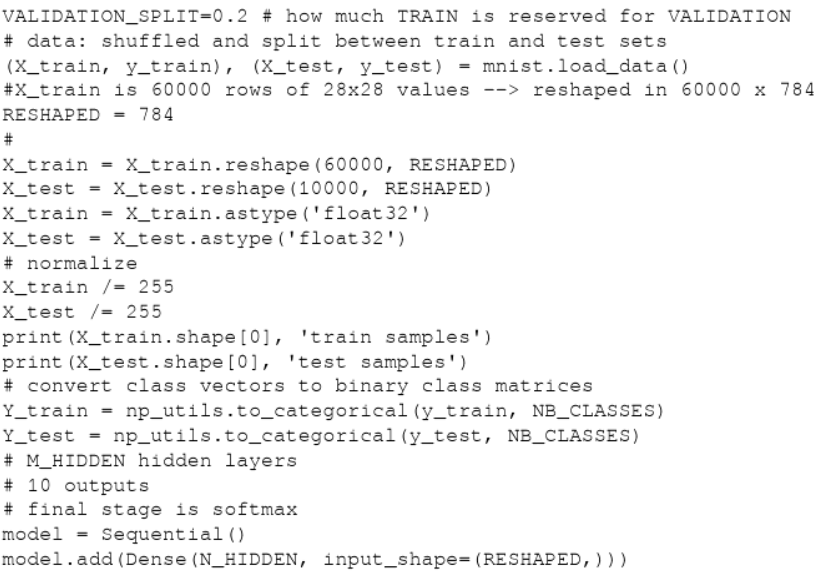 VALIDATION_SPLIT=0.2 # how much TRAIN is reserved for VALIDATION
# data: shuffled and split between train and test sets
(X_train, y_train), (X_test, y_test) = mnist.load_data()
#X_train is 60000 rows of 28x28 values --> reshaped in 60000 x 784
RESHAPED = 784
#
X_train = X_train.reshape(60000, RESHAPED)
X_test = X_test.reshape(10000, RESHAPED)
X_train = X_train.astype('float32')
X_test = X_test.astype('float32')
# normalize
X_train /= 255
X_test /= 255
print(X_train.shape[0], 'train samples')
print(X_test.shape[0], 'test samples')
# convert class vectors to binary class matrices
Y_train = np_utils.to_categorical(y_train, NB_CLASSES)
Y_test = np_utils.to_categorical(y_test, NB_CLASSES)
# M_HIDDEN hidden layers
# 10 outputs
# final stage is softmax
model = Sequential()
model.add(Dense(N_HIDDEN, input_shape=(RESHAPED,)))